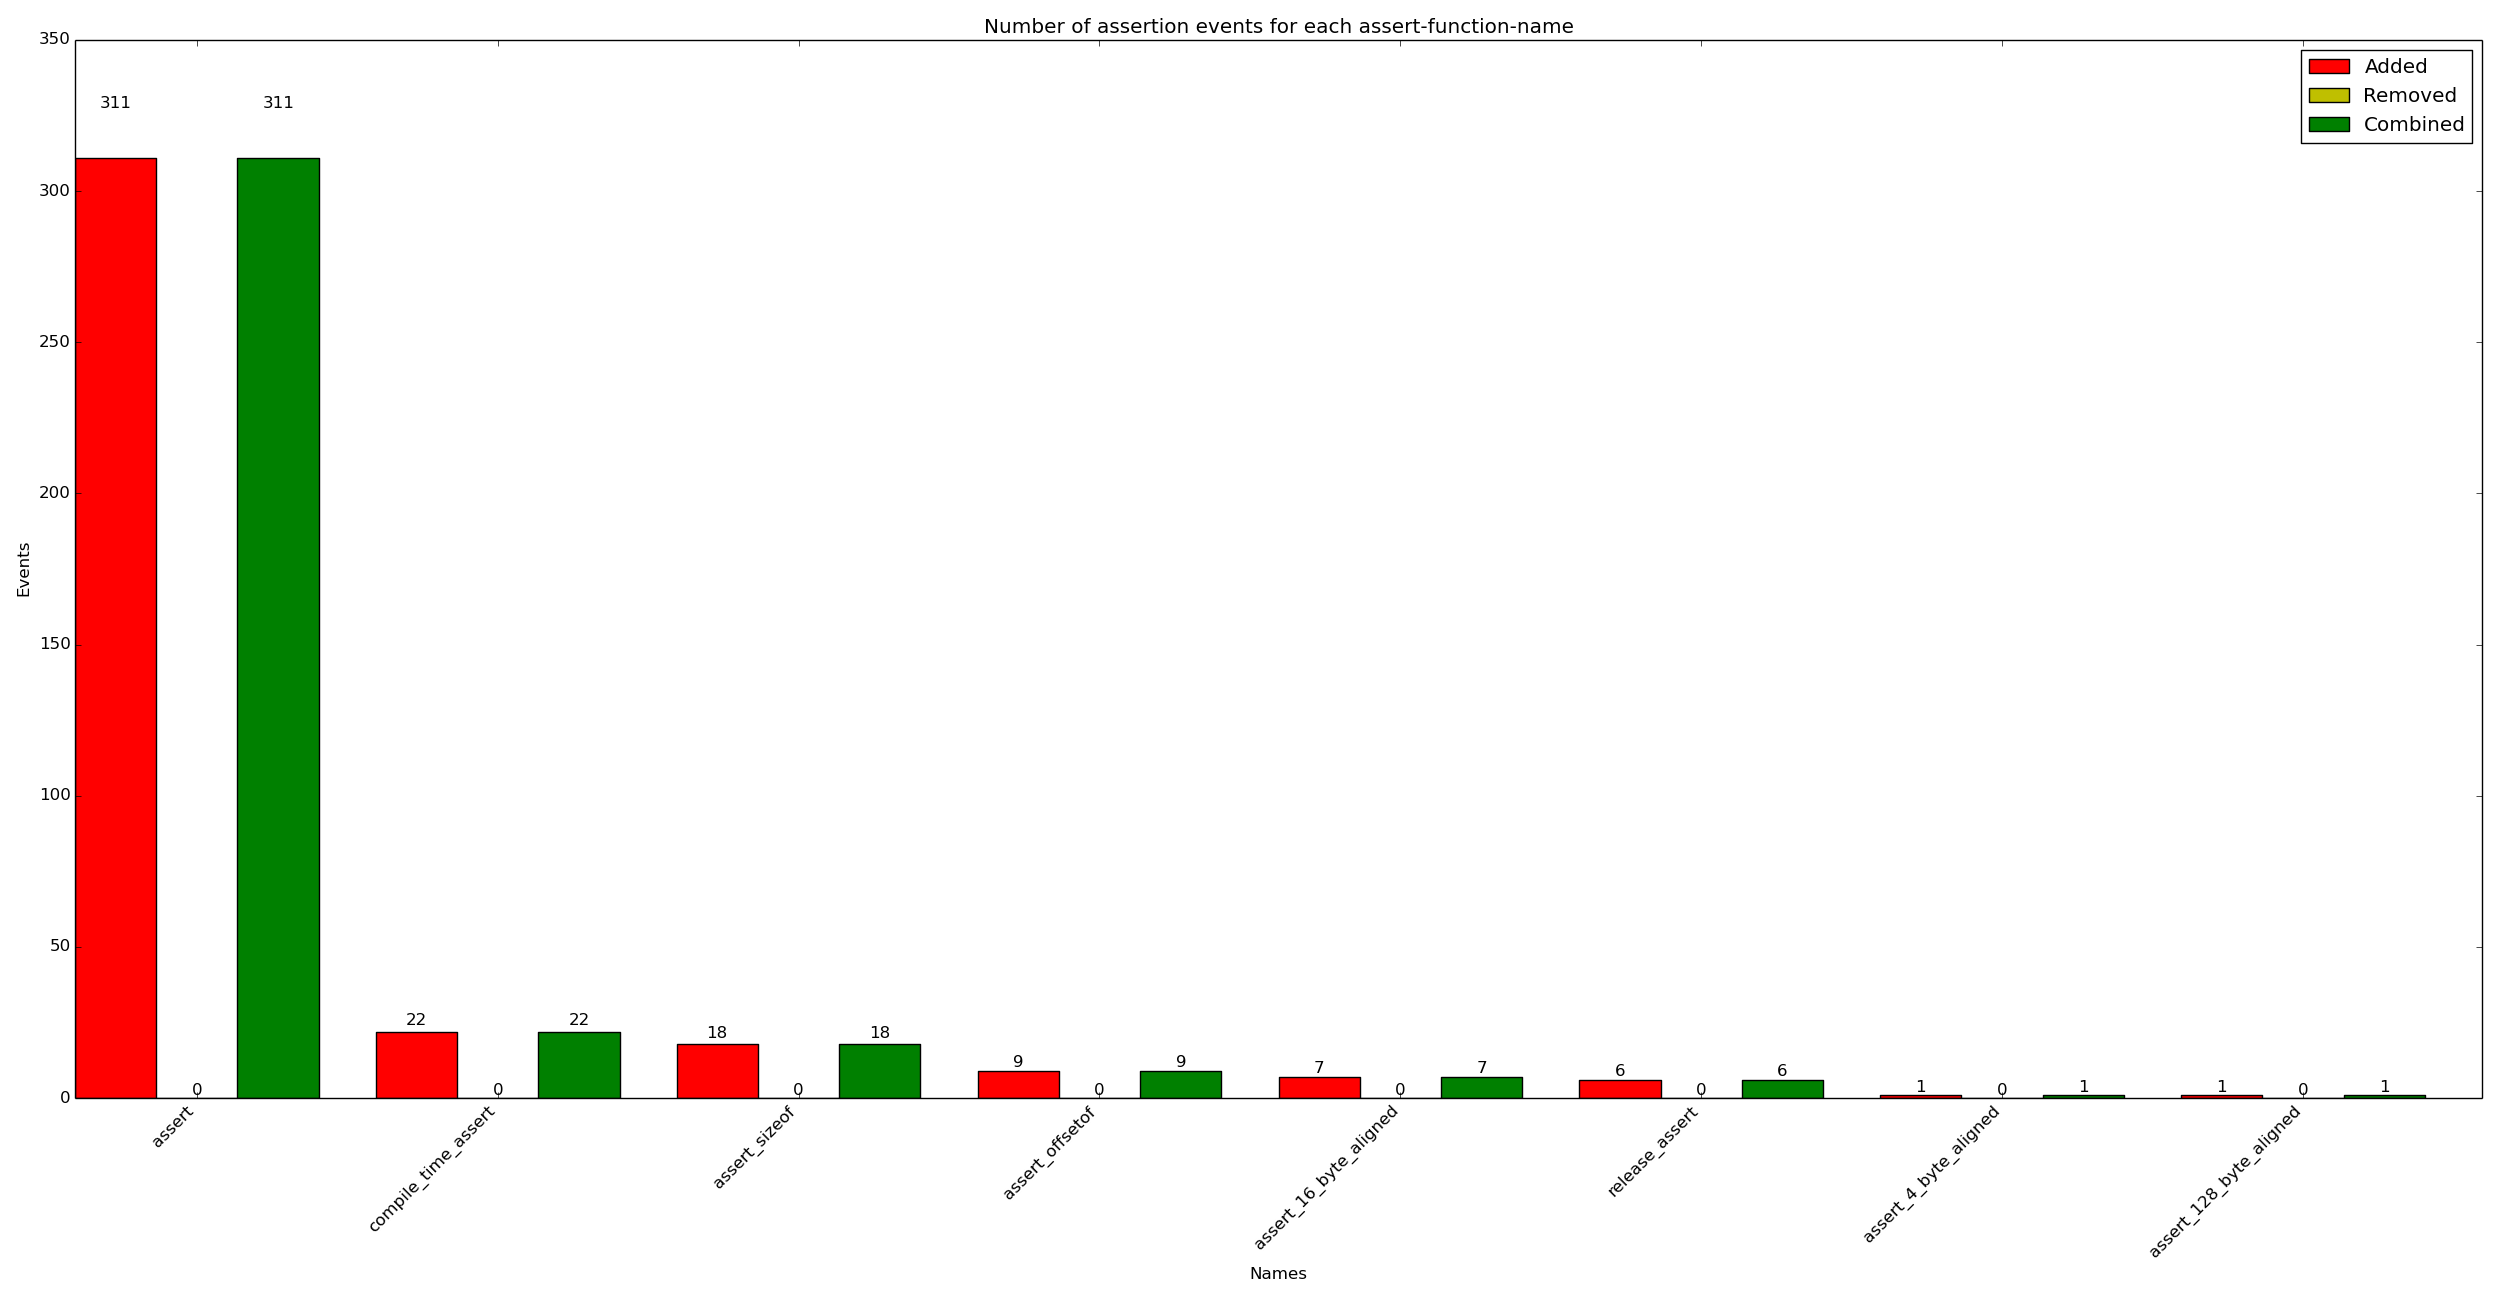 Number of assertion events for each assert-function-name
350
300
250
200
150
100
50
0
Events
Added
Removed
Combined
311
0
311
22
0
22
18
0
18
9
0
9
7
0
7
6
0
6
1
0
1
1
0
1
assert
compile_time_assert
assert_sizeof
assert_offsetof
assert_16_byte_aligned
release_assert
assert_4_byte_aligned
assert_128_byte_aligned
Names